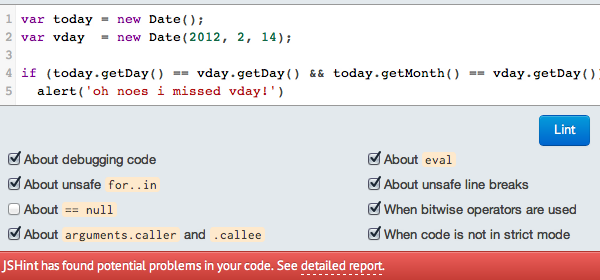 1 var today = new Date();
2 var vday = new Date(2012, 2, 14);
3
4 if (today.getDay() == vday.getDay() && today.getMonth() == vday.getDay()
5 alert('oh noes i missed vday!')
Lint
About debugging code
About eval
About unsafe for..in
About unsafe line breaks
About == null
When bitwise operators are used
About arguments.caller and .callee
When code is not in strict mode
JSHint has found potential problems in your code. See detailed report.